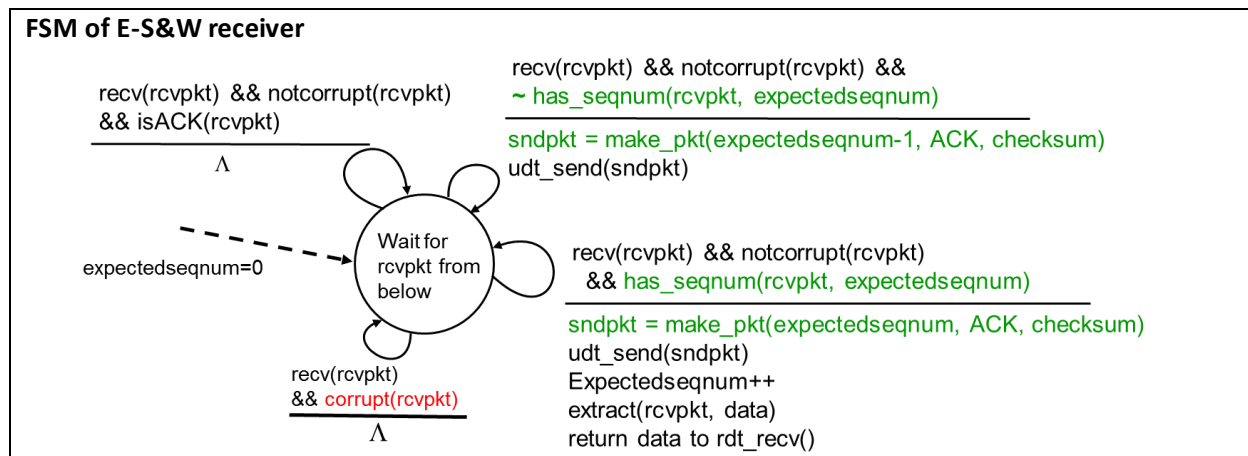 FSM of E-S&W receiver
recv(rcvpkt) && notcorrupt(rcvpkt)
&& isACK(rcvpkt)
Λ
recv(rcvpkt) && notcorrupt(rcvpkt) &&
~ has_seqnum(rcvpkt, expectedseqnum)
sndpkt = make_pkt(expectedseqnum-1, ACK, checksum)
udt_send(sndpkt)
expectedseqnum=0
Wait for
rcvpkt from
below
recv(rcvpkt) && notcorrupt(rcvpkt)
&& has_seqnum(rcvpkt, expectedseqnum)
sndpkt = make_pkt(expectedseqnum, ACK, checksum)
udt_send(sndpkt)
Expectedseqnum++
extract(rcvpkt, data)
return data to rdt_recv()
recv(rcvpkt)
&& corrupt(rcvpkt)
Λ